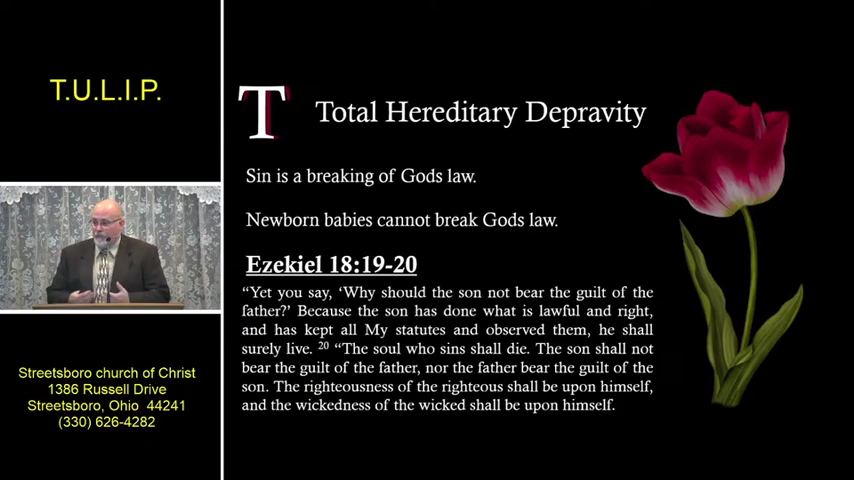 T.U.L.I.P.
T Total Hereditary Depravity
Sin is a breaking of Gods law.
Newborn babies cannot break Gods law.
Ezekiel 18:19-20
“Yet you say, ‘Why should the son not bear the guilt of the
father?’ Because the son has done what is lawful and right,
and has kept all My statutes and observed them, he shall
surely live. 20 “The soul who sins shall die. The son shall not
bear the guilt of the father, nor the father bear the guilt of the
son. The righteousness of the righteous shall be upon himself,
and the wickedness of the wicked shall be upon himself.
Streetsboro church of Christ
1386 Russell Drive
Streetsboro, Ohio 44241
(330) 626-4282